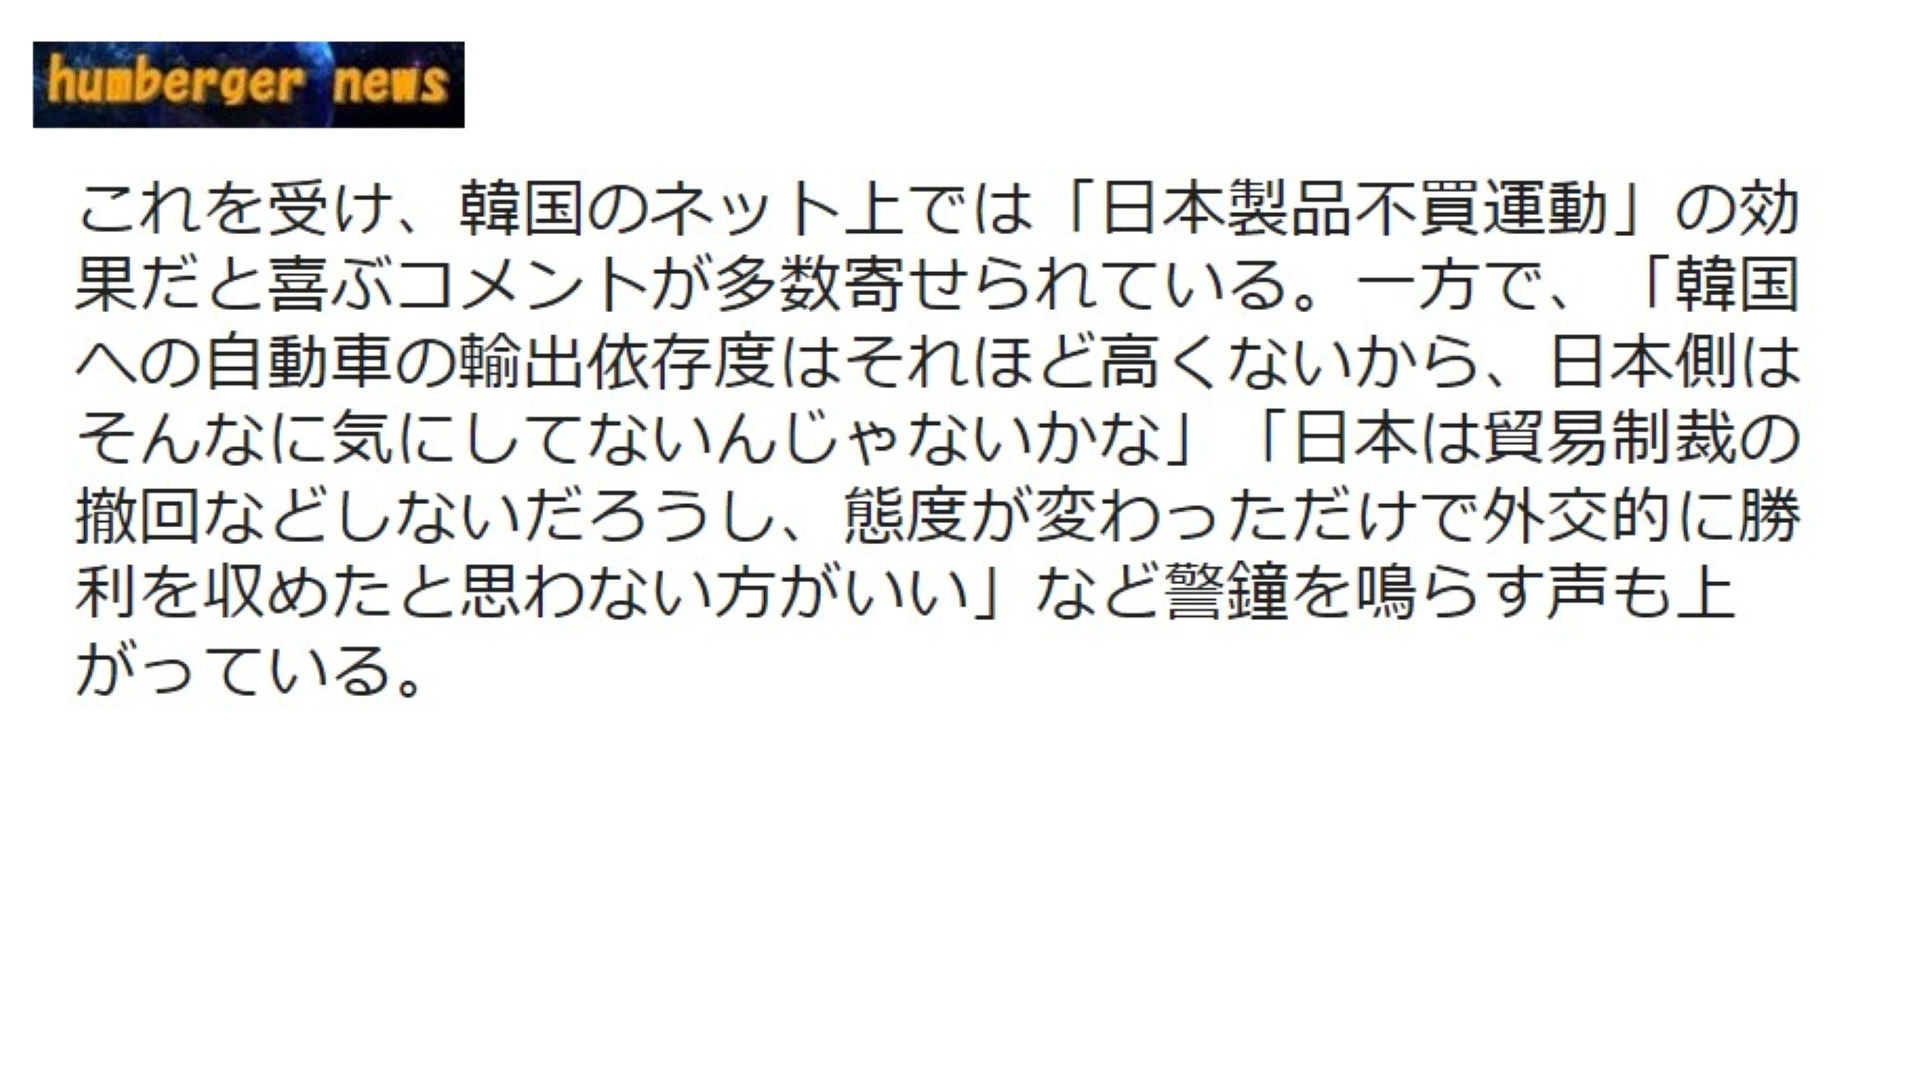 humberger news
これを受け、韓国のネット上では「日本製品不買運動」の効
果だと喜ぶコメントが多数寄せられている。一方で、「韓国
への自動車の輸出依存度はそれほど高くないから、日本側は
そんなに気にしてないんじゃないかな」「日本は貿易制裁の
撤回などしないだろうし、態度が変わっただけで外交的に勝
利を収めたと思わない方がいい」など警鐘を鳴らす声も上
がっている。